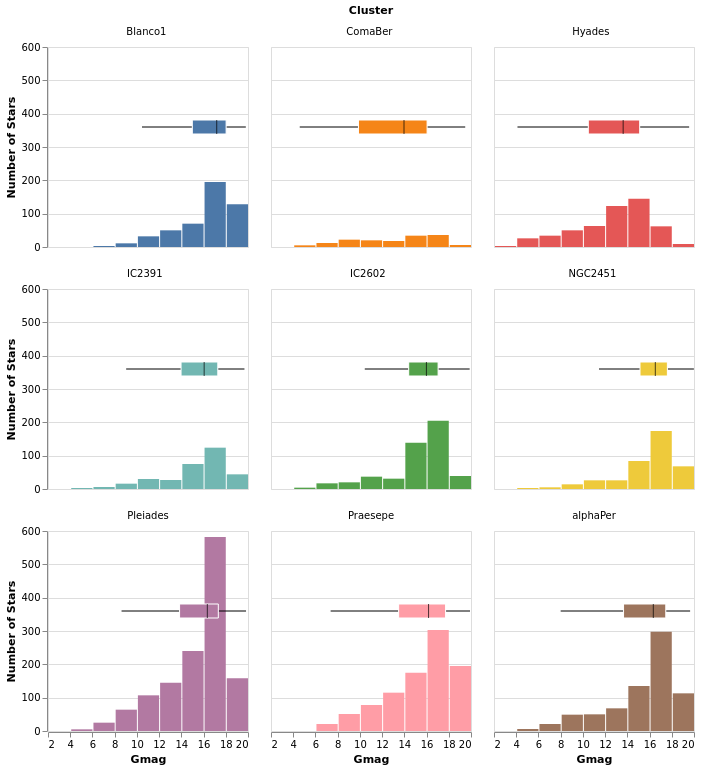 Cluster
Blanco1 ComaBer Hyades
600
500
400
300
200
100
0
Number of Stars
IC2391 IC2602 NGC2451
600
500
400
300
200
100
0
Number of Stars
Pleiades Praesepe alphaPer
600
500
400
300
200
100
0
Number of Stars
2 4 6 8 10 12 14 16 18 20 2 4 6 8 10 12 14 16 18 20 2 4 6 8 10 12 14 16 18 20
Gmag Gmag Gmag